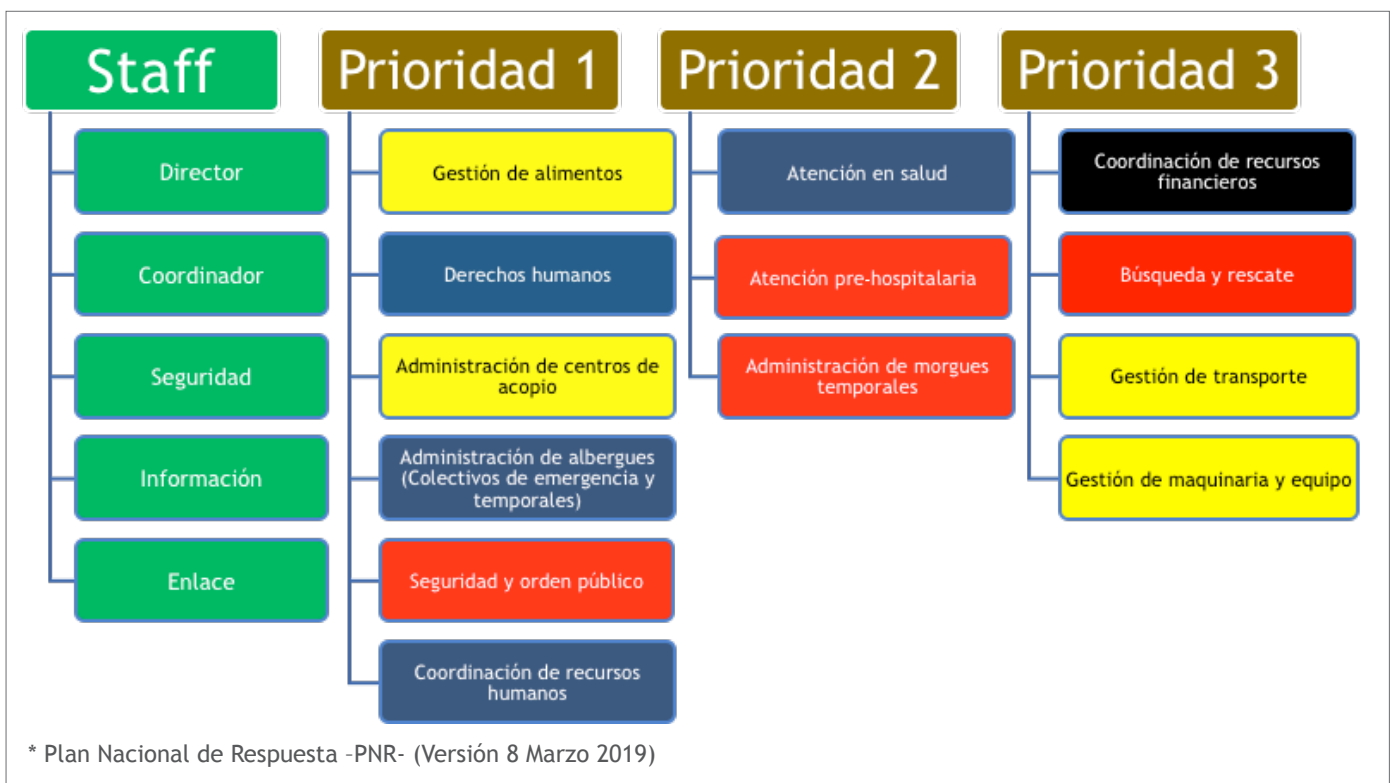 Staff
Director
Coordinador
Seguridad
Información
Enlace
Prioridad 1
Gestión de alimentos
Derechos humanos
Administración de centros de
acopio
Administración de albergues
(Colectivos de emergencia y
temporales)
Seguridad y orden público
Coordinación de recursos
humanos
Prioridad 2
Atención en salud
Atención pre-hospitalaria
Administración de morgues
temporales
Prioridad 3
Coordinación de recursos
financieros
Búsqueda y rescate
Gestión de transporte
Gestión de maquinaria y equipo
* Plan Nacional de Respuesta -PNR- (Versión 8 Marzo 2019)